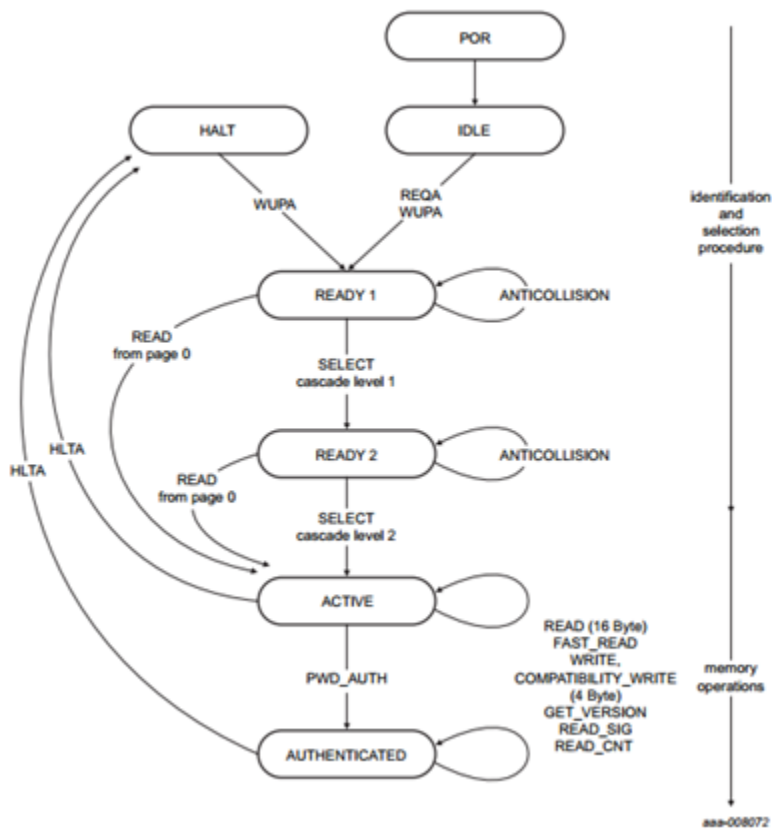 POR
HALT
IDLE
WUPA
REQA
WUPA
identification
and
selection
procedure
READY 1
ANTICOLLISION
READ
from page 0
SELECT
cascade level 1
HLTA
HLTA
READY 2
ANTICOLLISION
READ
from page 0
SELECT
cascade level 2
ACTIVE
READ (16 Byte)
FAST_READ
WRITE,
COMPATIBILITY_WRITE
(4 Byte)
GET_VERSION
READ_SIG
READ_CNT
memory
operations
PWD_AUTH
AUTHENTICATED
aaa-008072